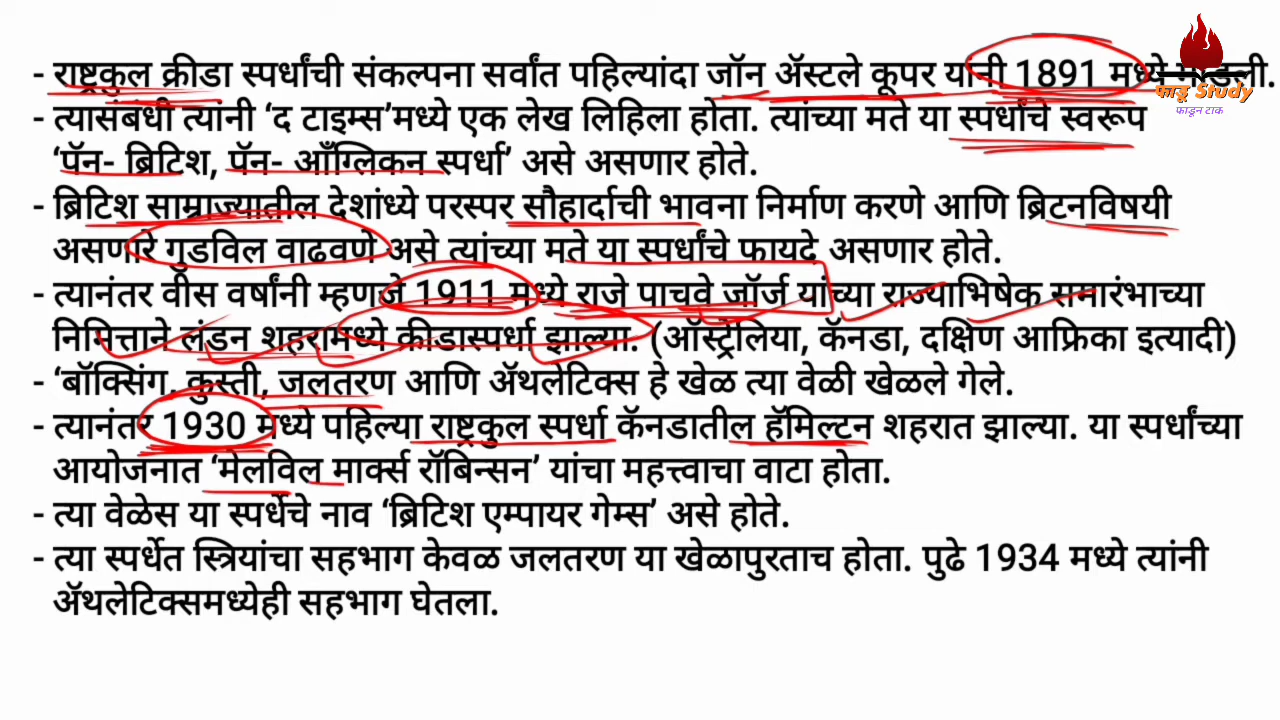 - राष्ट्रकुल क्रीडा स्पर्धांची संकल्पना सर्वांत पहिल्यांदा जॉन ॲस्टले कूपर यांनी 1891 मध्ये मांडली.
फाडू Study
फाडून टाक
- त्यासंबंधी त्यांनी ‘द टाइम्स’मध्ये एक लेख लिहिला होता. त्यांच्या मते या स्पर्धांचे स्वरूप
‘पॅन- ब्रिटिश, पॅन- आँग्लिकन स्पर्धा’ असे असणार होते.
- ब्रिटिश साम्राज्यातील देशांध्ये परस्पर सौहार्दाची भावना निर्माण करणे आणि ब्रिटनविषयी
असणारे गुडविल वाढवणे असे त्यांच्या मते या स्पर्धांचे फायदे असणार होते.
- त्यानंतर वीस वर्षांनी म्हणजे 1911 मध्ये राजे पाचवे जॉर्ज यांच्या राज्याभिषेक समारंभाच्या
निमित्ताने लंडन शहरामध्ये क्रीडास्पर्धा झाल्या. (ऑस्ट्रेलिया, कॅनडा, दक्षिण आफ्रिका इत्यादी)
- ‘बॉक्सिंग, कुस्ती, जलतरण आणि ॲथलेटिक्स हे खेळ त्या वेळी खेळले गेले.
- त्यानंतर 1930 मध्ये पहिल्या राष्ट्रकुल स्पर्धा कॅनडातील हॅमिल्टन शहरात झाल्या. या स्पर्धांच्या
आयोजनात ‘मेलविल मार्क्स रॉबिन्सन’ यांचा महत्त्वाचा वाटा होता.
- त्या वेळेस या स्पर्धेचे नाव ‘ब्रिटिश एम्पायर गेम्स’ असे होते.
- त्या स्पर्धेत स्त्रियांचा सहभाग केवळ जलतरण या खेळापुरताच होता. पुढे 1934 मध्ये त्यांनी
ॲथलेटिक्समध्येही सहभाग घेतला.